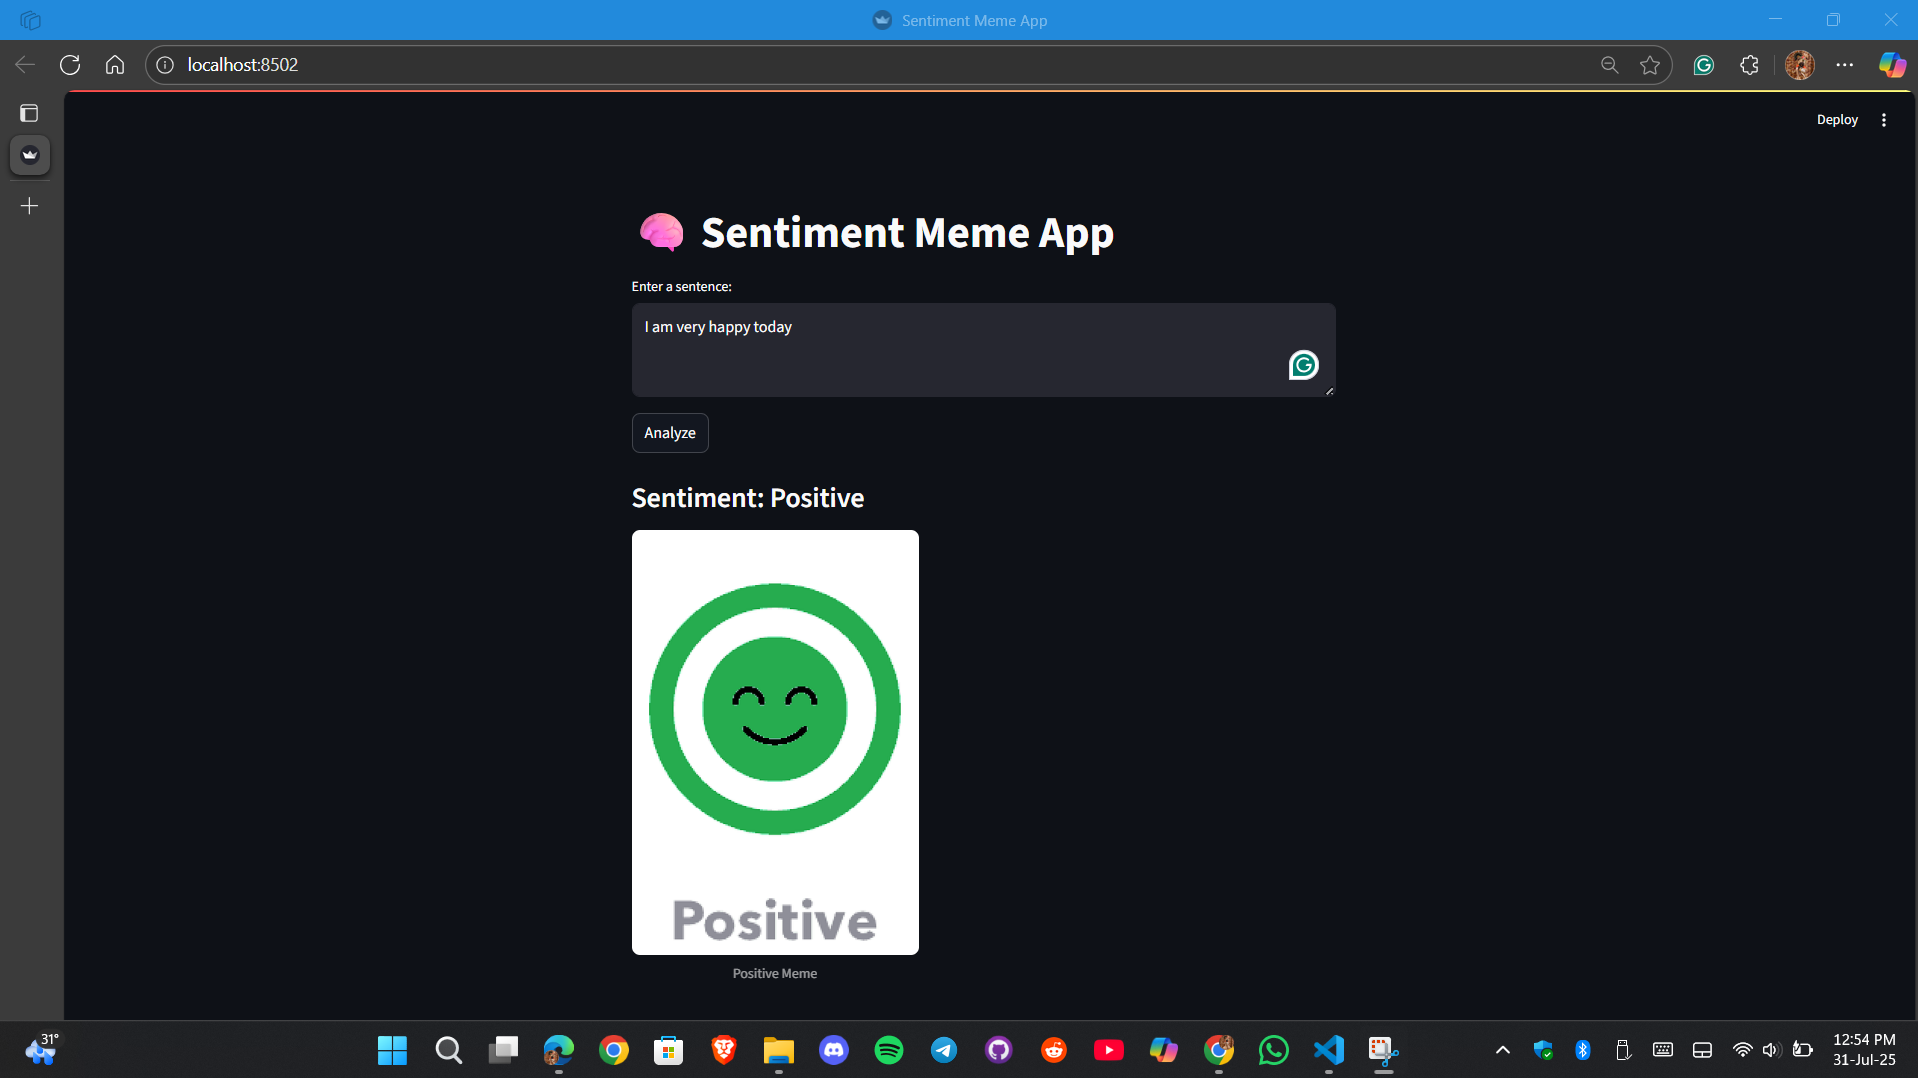 Sentiment Meme App
localhost:8502
Deploy
Sentiment Meme App
Enter a sentence:
I am very happy today
Analyze
Sentiment: Positive
Positive
Positive Meme
31°
12:54 PM
31-Jul-25